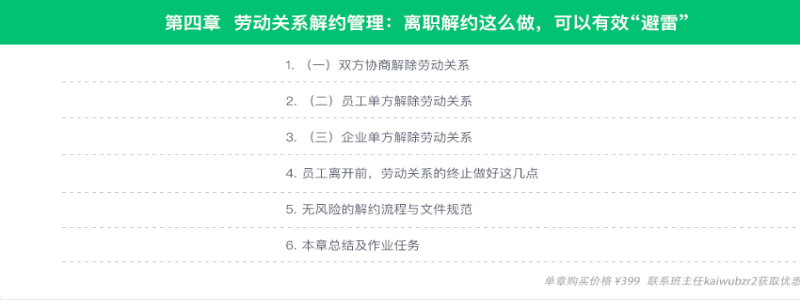 第四章 劳动关系解约管理：离职解约这么做，可以有效“避雷”
1. （一）双方协商解除劳动关系
2. （二）员工单方解除劳动关系
3. （三）企业单方解除劳动关系
4. 员工离开前，劳动关系的终止做好这几点
5. 无风险的解约流程与文件规范
6. 本章总结及作业任务
单章购买价格 ¥399 联系班主任kaiwubzr2获取优惠